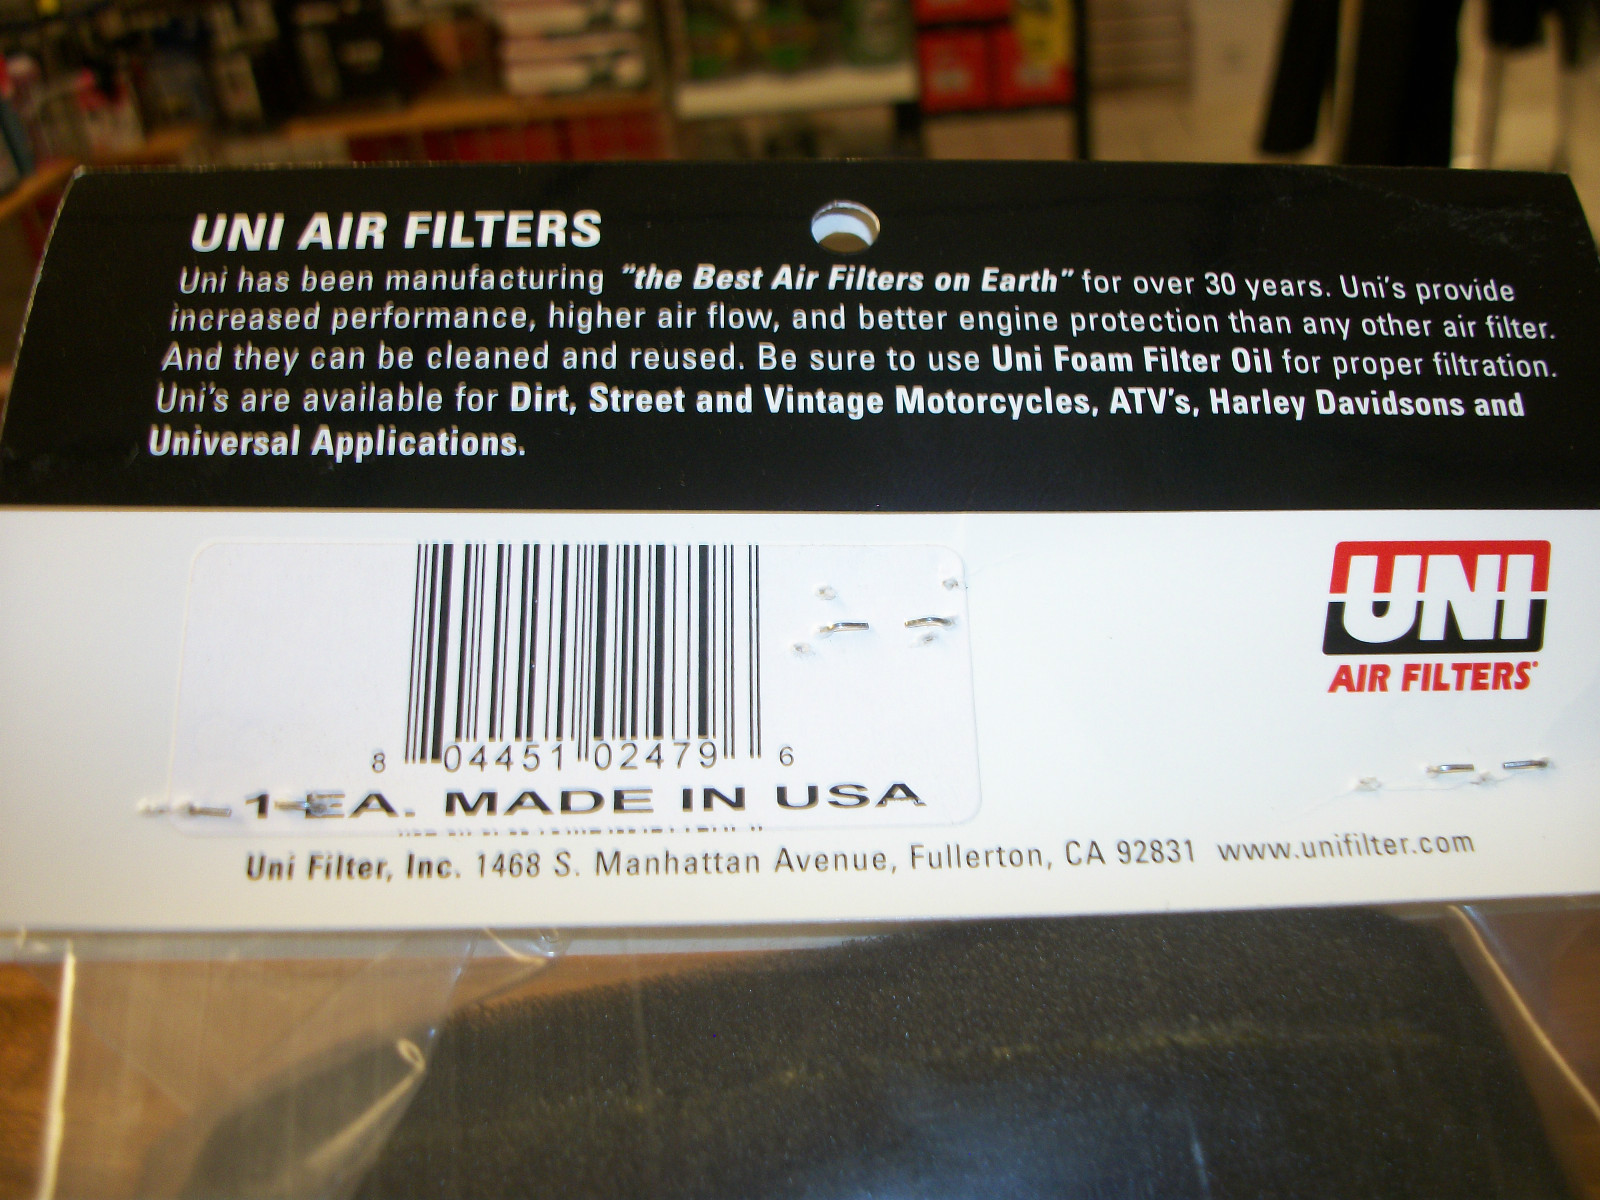 UNI AIR FILTERS
Uni has been manufacturing "the Best Air Filters on Earth" for over 30 years. Uni's provide
increased performance, higher air flow, and better engine protection than any other air filter.
And they can be cleaned and reused. Be sure to use Uni Foam Filter Oil for proper filtration.
Uni's are available for Dirt, Street and Vintage Motorcycles, ATV's, Harley Davidsons and
Universal Applications.
UNI
AIR FILTERS
8 04451 02479 6
1 EA. MADE IN USA
Uni Filter, Inc. 1468 S. Manhattan Avenue, Fullerton, CA 92831 www.unifilter.com